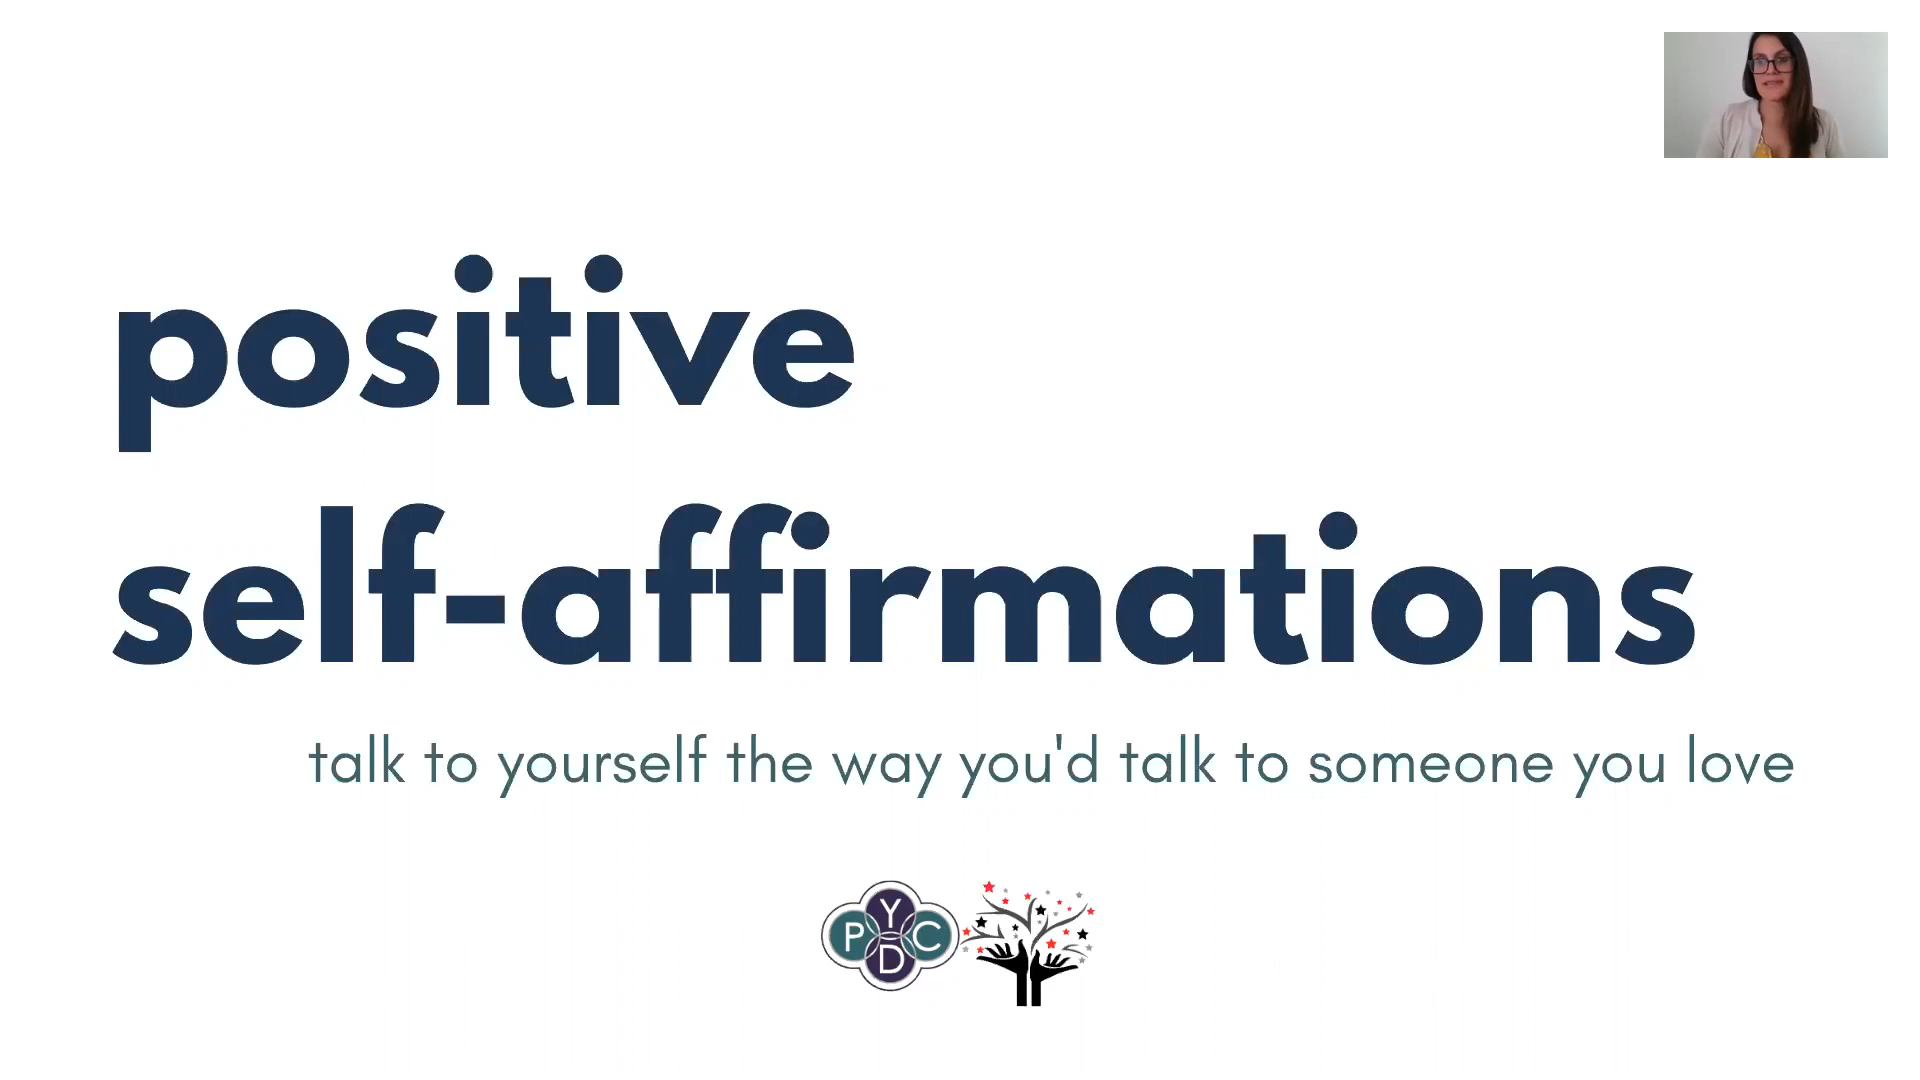 positive
self-affirmations
talk to yourself the way you'd talk to someone you love
Y
P C
D